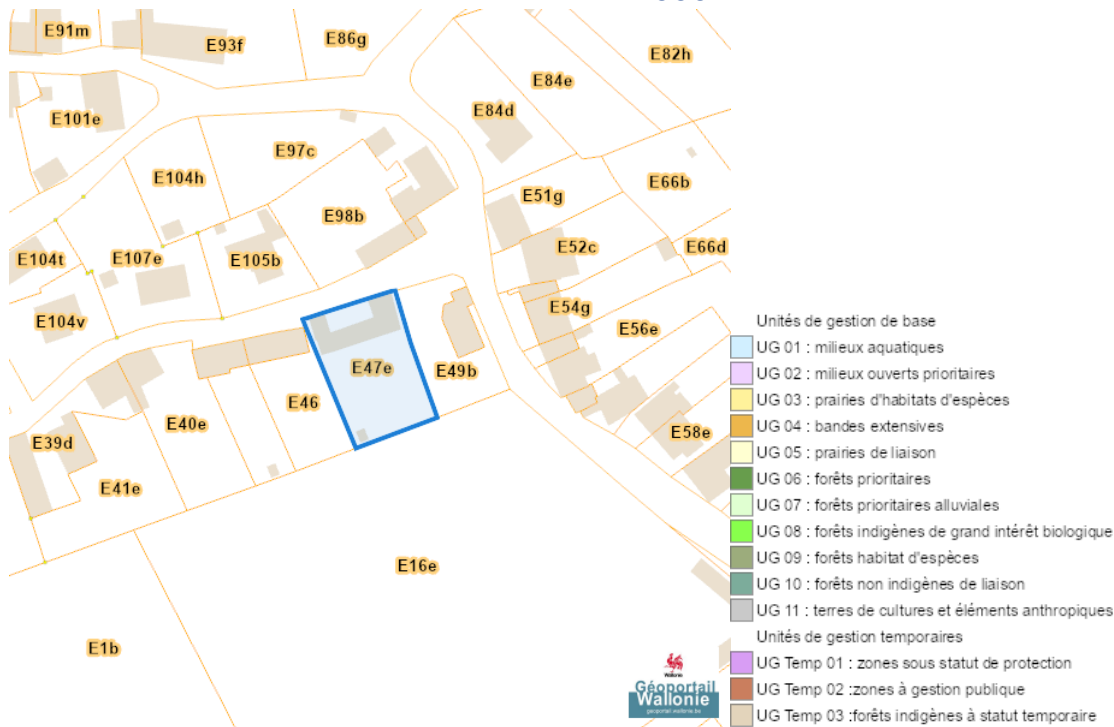 E91m
E93f
E86g
E82h
E84e
E84d
E101e
E97c
E104h
E66b
E51g
E98b
E52c
E66d
E104t
E107e
E105b
E54g
E104v
E56e
E47e
E49b
E46
E40e
E58e
E39d
E41e
E16e
E1b
Wallonie
Géoportail
Wallonie
geoportail.wallonie.be
Unités de gestion de base
UG 01 : milieux aquatiques
UG 02 : milieux ouverts prioritaires
UG 03 : prairies d'habitats d'espèces
UG 04 : bandes extensives
UG 05 : prairies de liaison
UG 06 : forêts prioritaires
UG 07 : forêts prioritaires alluviales
UG 08 : forêts indigènes de grand intérêt biologique
UG 09 : forêts habitat d'espèces
UG 10 : forêts non indigènes de liaison
UG 11 : terres de cultures et éléments anthropiques
Unités de gestion temporaires
UG Temp 01 : zones sous statut de protection
UG Temp 02 :zones à gestion publique
UG Temp 03 :forêts indigènes à statut temporaire